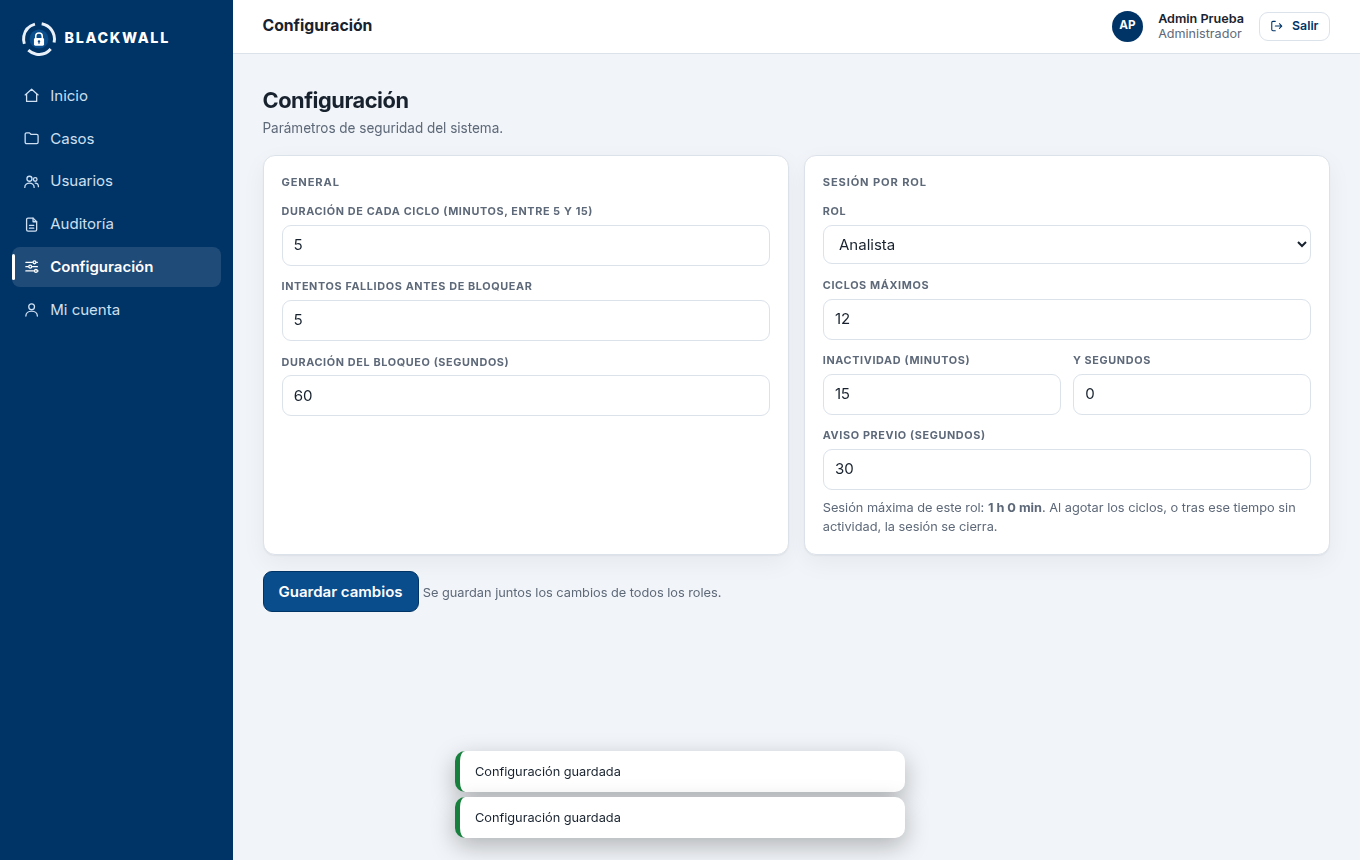 BLACKWALL
Inicio
Casos
Usuarios
Auditoría
Configuración
Mi cuenta
Configuración
AP
Admin Prueba
Administrador
Salir
Configuración
Parámetros de seguridad del sistema.
GENERAL
DURACIÓN DE CADA CICLO (MINUTOS, ENTRE 5 Y 15)
5
INTENTOS FALLIDOS ANTES DE BLOQUEAR
5
DURACIÓN DEL BLOQUEO (SEGUNDOS)
60
SESIÓN POR ROL
ROL
Analista
CICLOS MÁXIMOS
12
INACTIVIDAD (MINUTOS)
15
Y SEGUNDOS
0
AVISO PREVIO (SEGUNDOS)
30
Sesión máxima de este rol: 1 h 0 min. Al agotar los ciclos, o tras ese tiempo sin
actividad, la sesión se cierra.
Guardar cambios
Se guardan juntos los cambios de todos los roles.
Configuración guardada
Configuración guardada